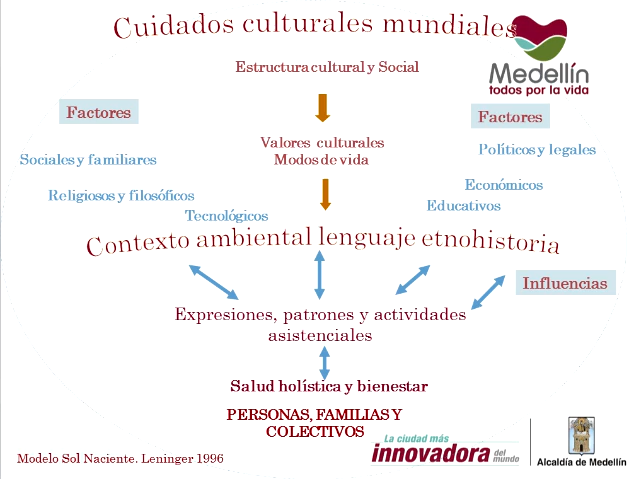 Cuidados culturales mundiales
Medellín
todos por la vida
Estructura cultural y Social
Factores
Factores
Valores culturales
Modos de vida
Sociales y familiares
Políticos y legales
Religiosos y filosóficos
Económicos
Tecnológicos
Educativos
Contexto ambiental lenguaje etnohistoria
Influencias
Expresiones, patrones y actividades
asistenciales
Salud holística y bienestar
PERSONAS, FAMILIAS Y
COLECTIVOS
La ciudad más
innovadora del mundo
Alcaldía de Medellín
Modelo Sol Naciente. Leninger 1996